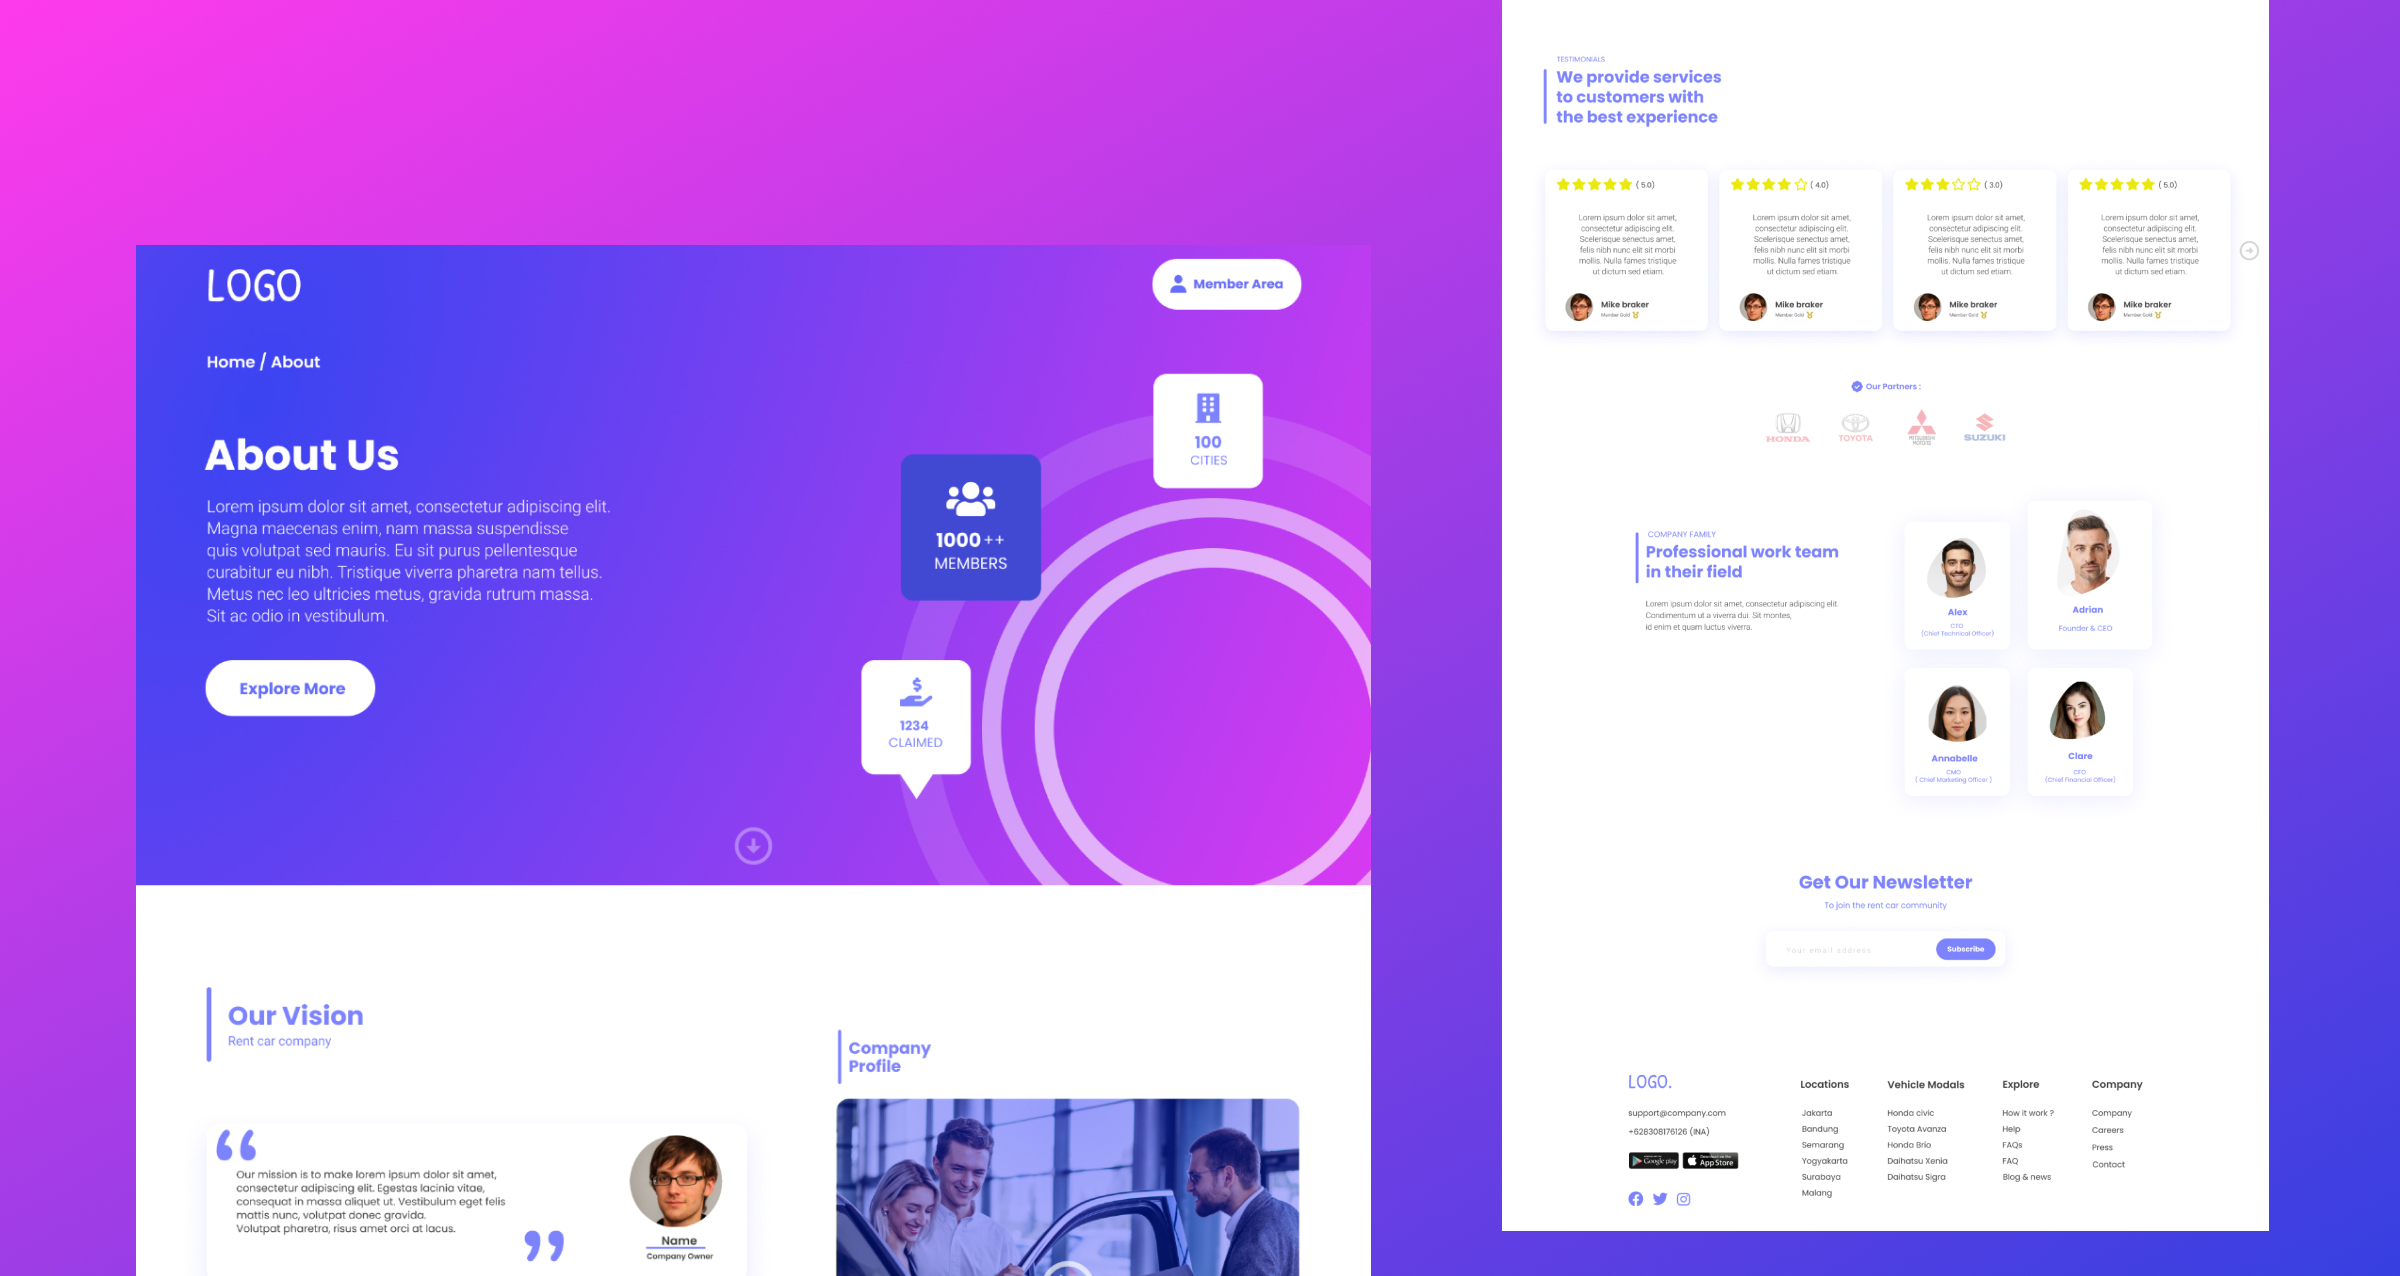 LOGO
Member Area
Home / About
About Us
Lorem ipsum dolor sit amet, consectetur adipiscing elit.
Magna maecenas enim, nam massa suspendisse
quis volutpat sed mauris. Eu sit purus pellentesque
curabitur eu nibh. Tristique viverra pharetra nam tellus.
Metus nec leo ultricies metus, gravida rutrum massa.
Sit ac odio in vestibulum.
Explore More
100
CITIES
1000++
MEMBERS
1234
CLAIMED
Our Vision
Rent car company
Our mission is to make lorem ipsum dolor sit amet,
consectetur adipiscing elit. Egestas lacinia vitae,
consequat in massa aliquet ut. Vestibulum eget felis
mattis nunc, volutpat donec gravida.
Volutpat pharetra, risus amet orci at lacus.
Name
Company Owner
Company
Profile
TESTIMONIALS
We provide services
to customers with
the best experience
( 5.0)
Lorem ipsum dolor sit amet,
consectetur adipiscing elit.
Scelerisque senectus amet,
felis nibh nunc elit sit morbi
mollis. Nulla fames tristique
ut dictum sed etiam.
Mike braker
Member Gold
( 4.0)
Lorem ipsum dolor sit amet,
consectetur adipiscing elit.
Scelerisque senectus amet,
felis nibh nunc elit sit morbi
mollis. Nulla fames tristique
ut dictum sed etiam.
Mike braker
Member Gold
( 3.0)
Lorem ipsum dolor sit amet,
consectetur adipiscing elit.
Scelerisque senectus amet,
felis nibh nunc elit sit morbi
mollis. Nulla fames tristique
ut dictum sed etiam.
Mike braker
Member Gold
( 5.0)
Lorem ipsum dolor sit amet,
consectetur adipiscing elit.
Scelerisque senectus amet,
felis nibh nunc elit sit morbi
mollis. Nulla fames tristique
ut dictum sed etiam.
Mike braker
Member Gold
Our Partners :
HONDA
TOYOTA
MITSUBISHI
MOTORS
SUZUKI
COMPANY FAMILY
Professional work team
in their field
Lorem ipsum dolor sit amet, consectetur adipiscing elit.
Condimentum ut a viverra dui. Sit montes,
id enim et quam luctus viverra.
Alex
CTO
(Chief Technical Officer)
Adrian
Founder & CEO
Annabelle
CMO
( Chief Marketing Officer )
Clare
CFO
(Chief Financial Officer)
Get Our Newsletter
To join the rent car community
Your email address
Subscribe
LOGO.
support@company.com
+628308176126 (INA)
Google play
Download on the
App Store
Locations
Jakarta
Bandung
Semarang
Yogyakarta
Surabaya
Malang
Vehicle Modals
Honda civic
Toyota Avanza
Honda Brio
Daihatsu Xenia
Daihatsu Sigra
Explore
How it work ?
Help
FAQs
FAQ
Blog & news
Company
Company
Careers
Press
Contact